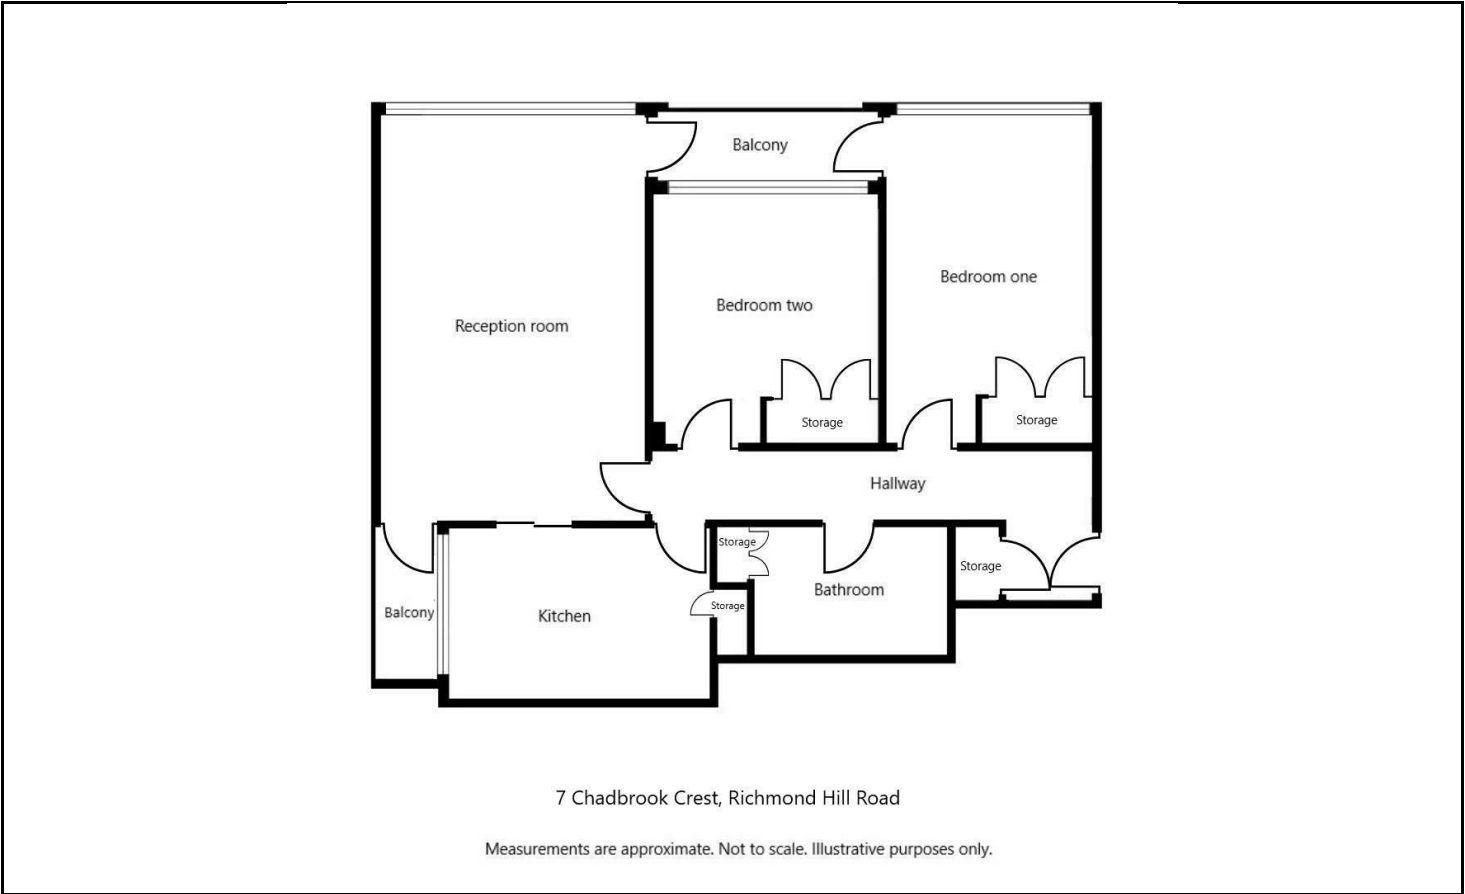 Balcony
Bedroom one
Bedroom two
Reception room
Storage
Storage
Hallway
Storage
Storage
Bathroom
Storage
Balcony
Kitchen
7 Chadbrook Crest, Richmond Hill Road
Measurements are approximate. Not to scale. Illustrative purposes only.